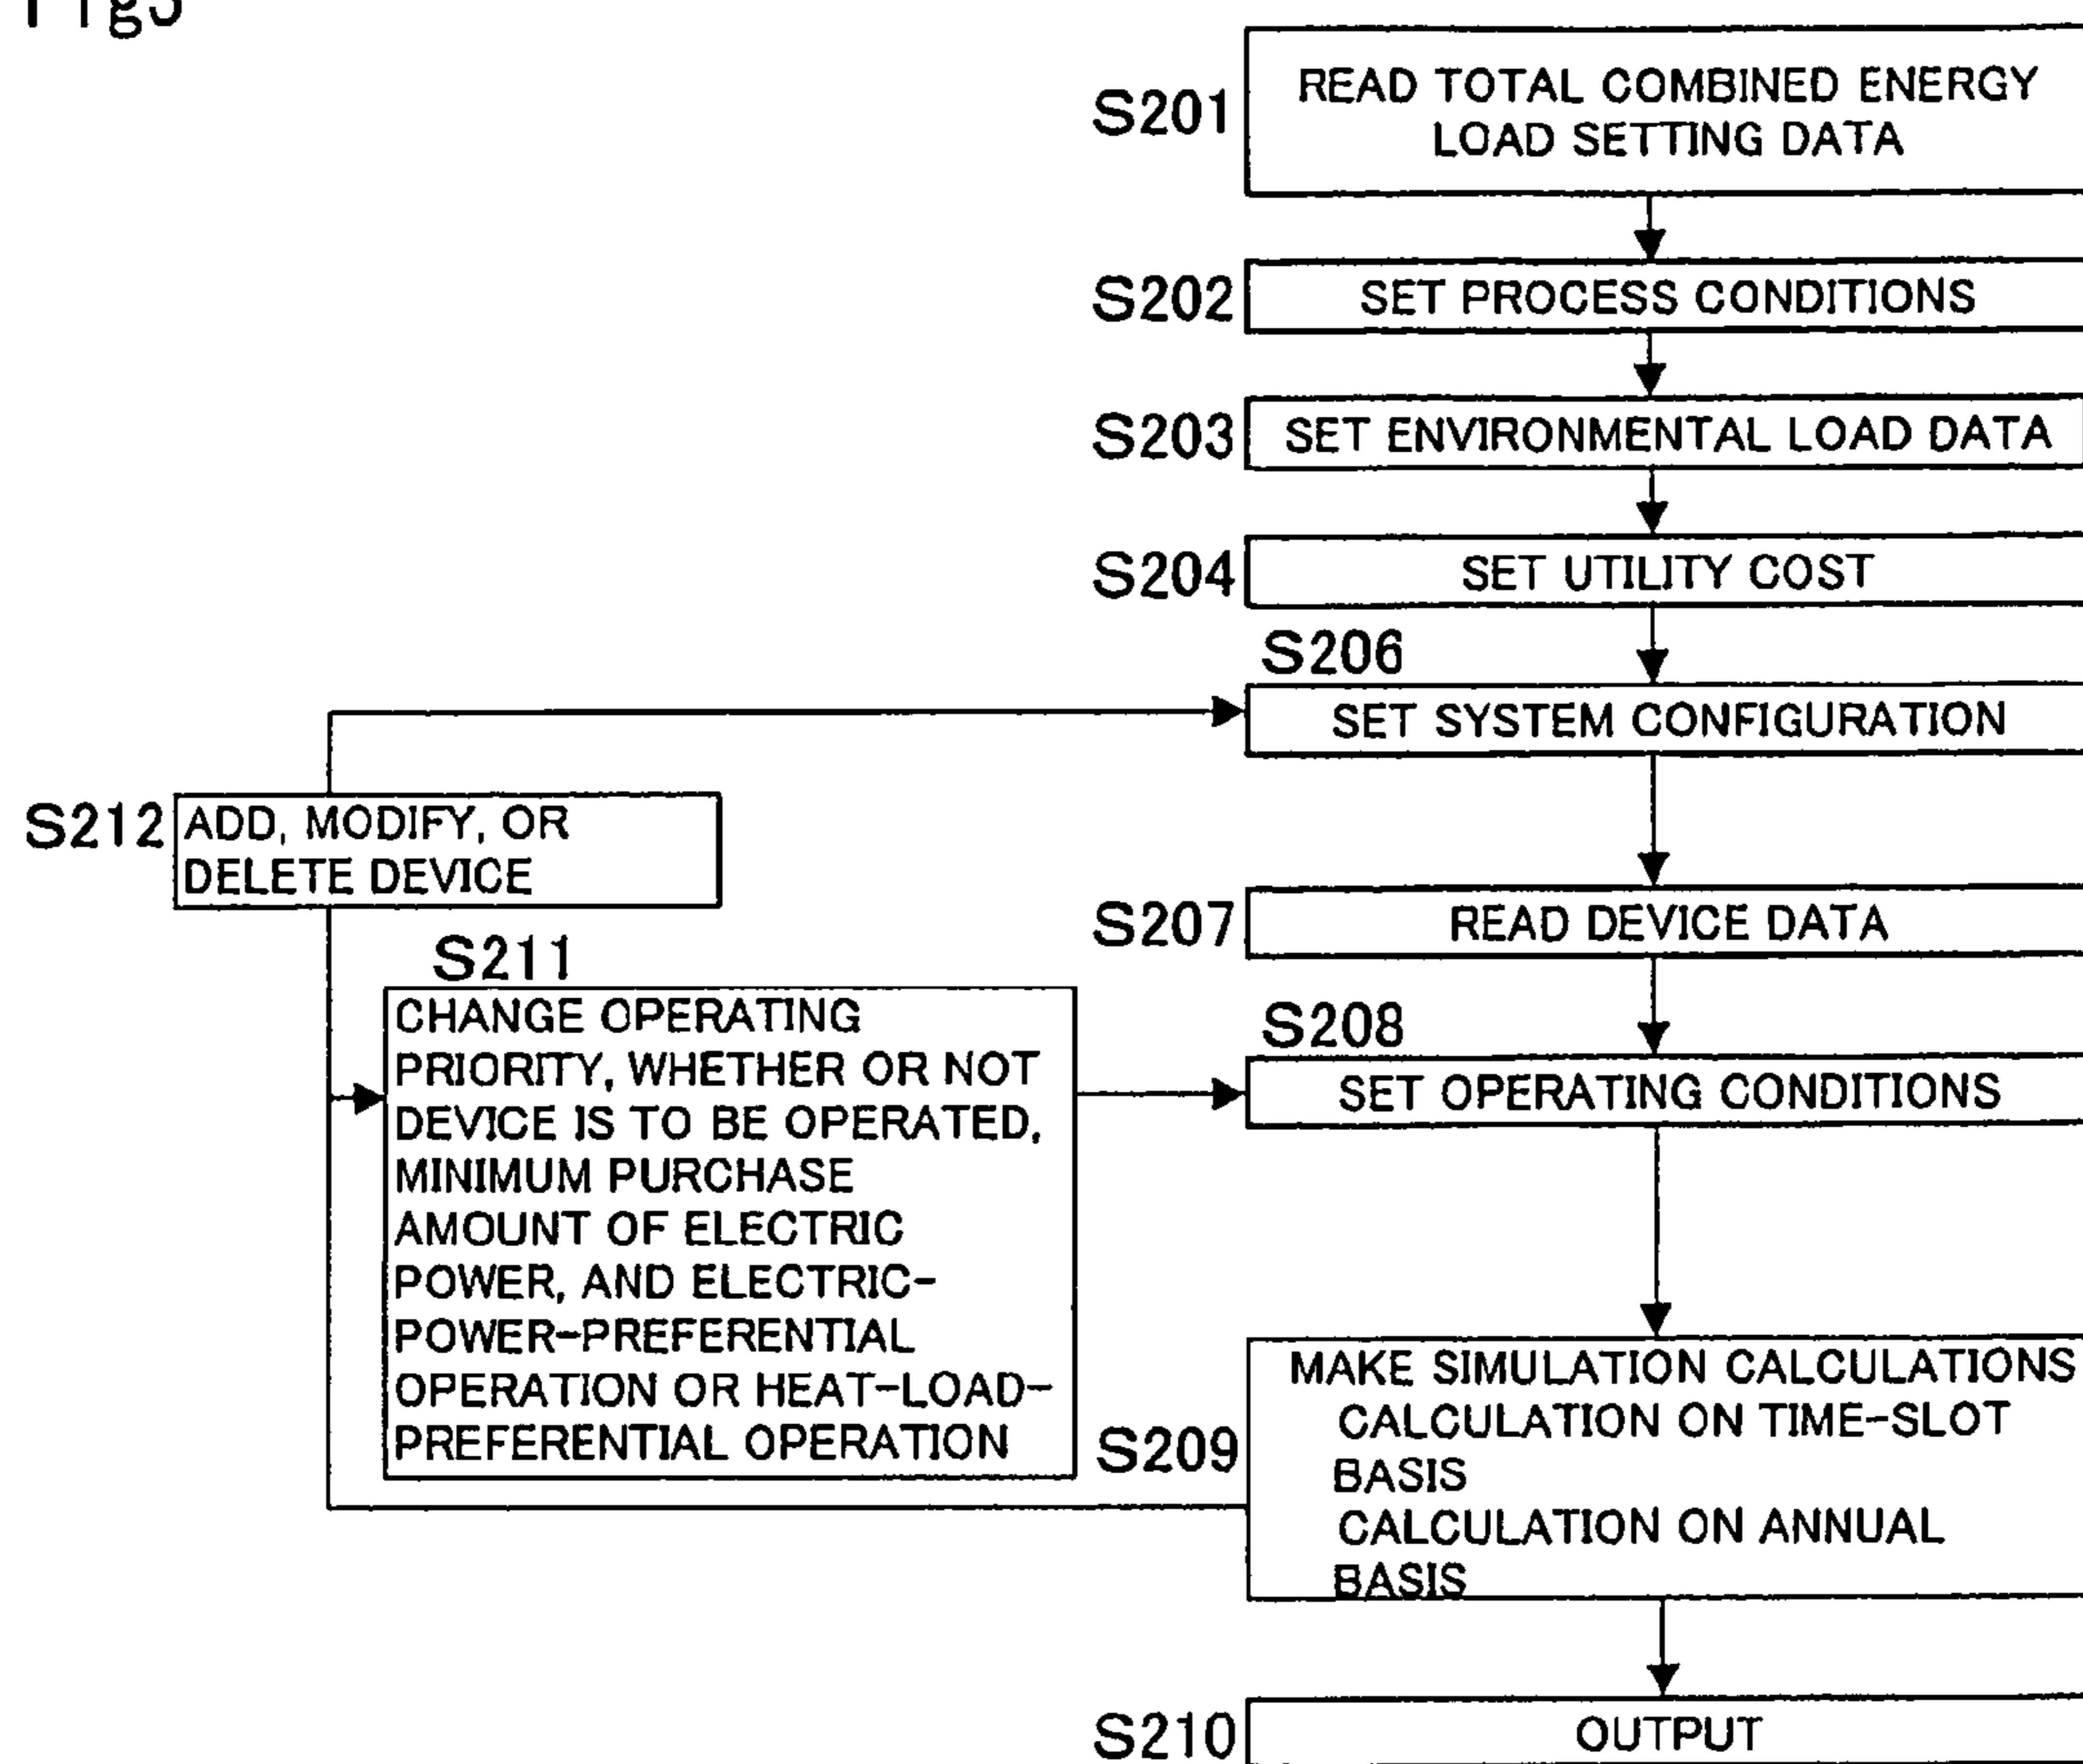 Fig3
S201
READ TOTAL COMBINED ENERGY
LOAD SETTING DATA
S202
SET PROCESS CONDITIONS
S203
SET ENVIRONMENTAL LOAD DATA
S204
SET UTILITY COST
S206
SET SYSTEM CONFIGURATION
S212
ADD, MODIFY, OR
DELETE DEVICE
S207
READ DEVICE DATA
S211
CHANGE OPERATING
PRIORITY, WHETHER OR NOT
DEVICE IS TO BE OPERATED,
MINIMUM PURCHASE
AMOUNT OF ELECTRIC
POWER, AND ELECTRIC-
POWER-PREFERENTIAL
OPERATION OR HEAT-LOAD-
PREFERENTIAL OPERATION
S208
SET OPERATING CONDITIONS
S209
MAKE SIMULATION CALCULATIONS
CALCULATION ON TIME-SLOT
BASIS
CALCULATION ON ANNUAL
BASIS
S210
OUTPUT